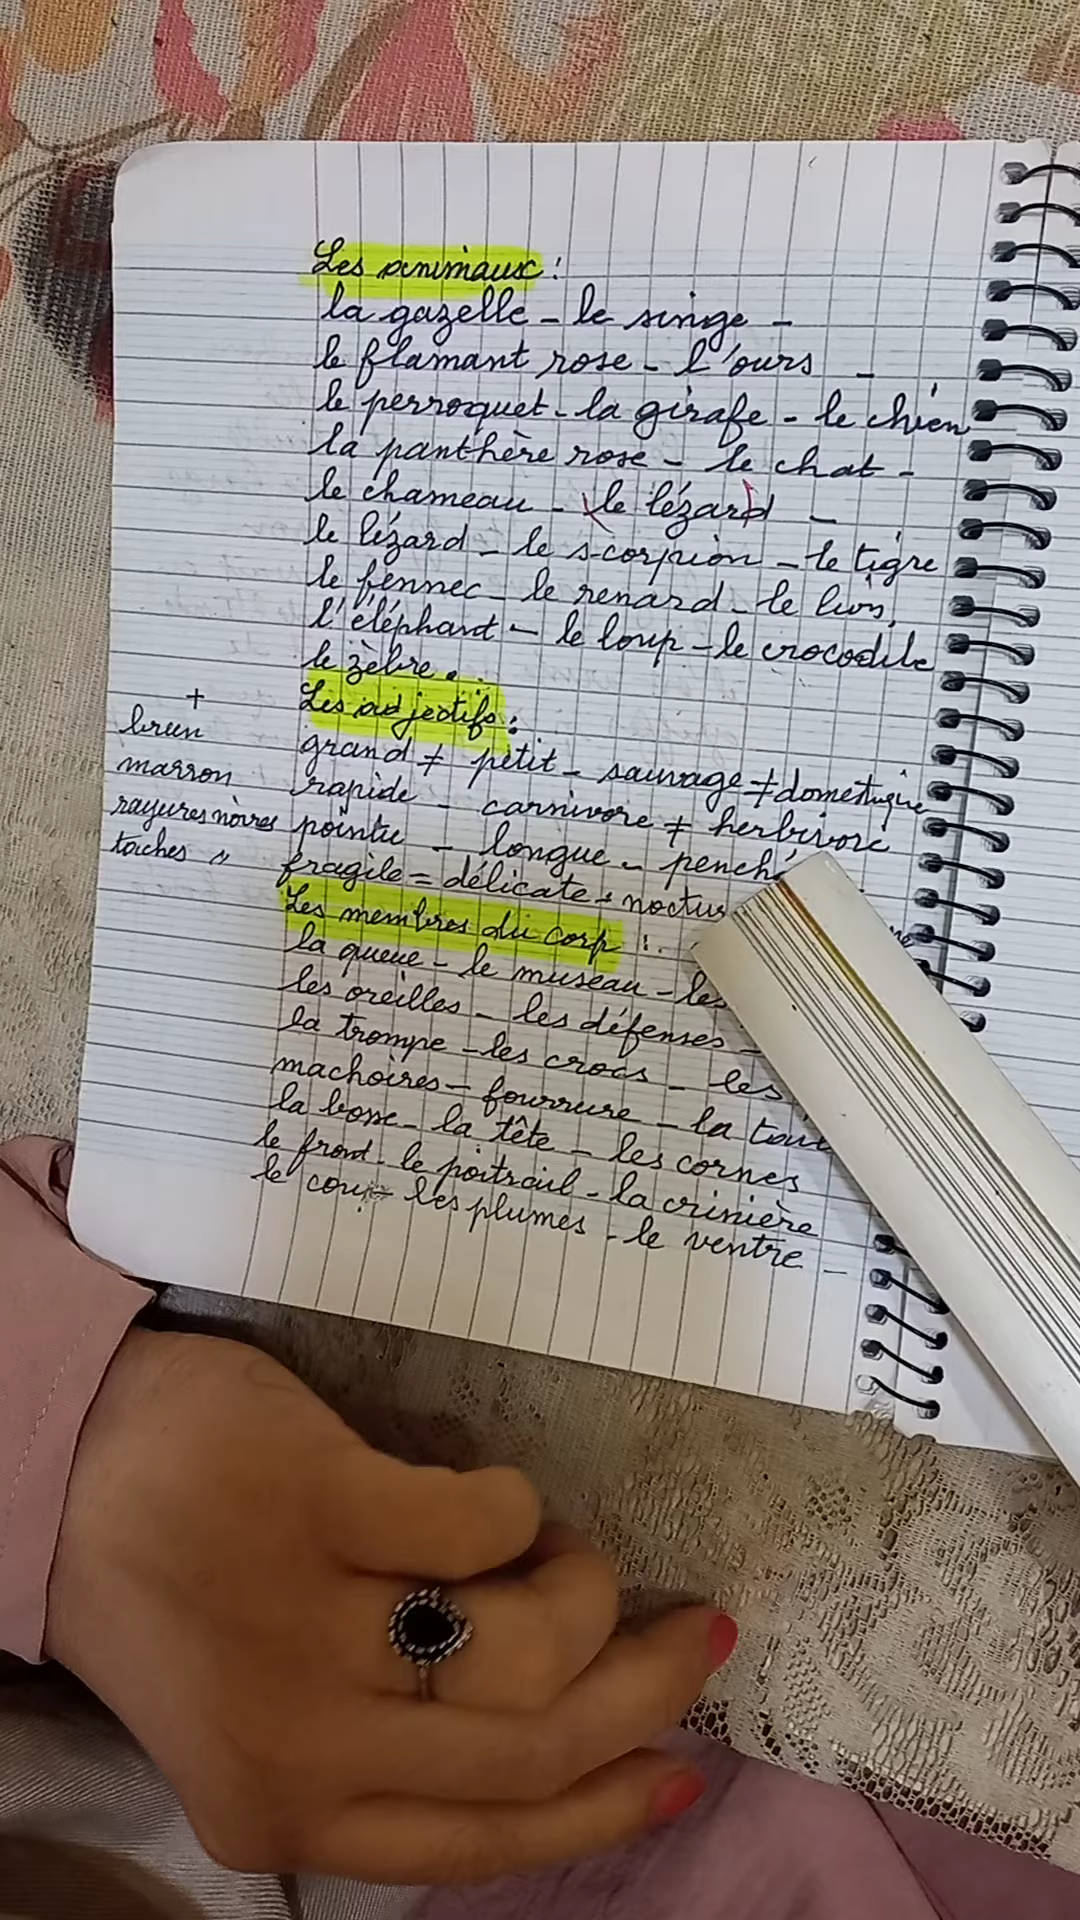 Les animaux :
la gazelle - le singe -
le flamant rose - l'ours -
le perroquet - la girafe - le chien
la panthère rose - le chat -
le chameau - le lézard -
le lézard - le scorpion - le tigre
le fennec - le renard - le lion,
l'éléphant - le loup - le crocodile
le zèbre.
Les adjectifs :
grand ≠ petit - sauvage ≠ domestique
rapide - carnivore ≠ herbivore
pointu - longue - penché
fragile = délicate +
+
brun
marron
rayures noires
taches "
Les membres du corp :
la queue - le museau - les
les oreilles - les défenses -
la trompe - les crocs - les
machoires - fourrure - la
la bosse - la tête - les cornes
le front - le poitrail - la crinière
le cou - les plumes - le ventre -